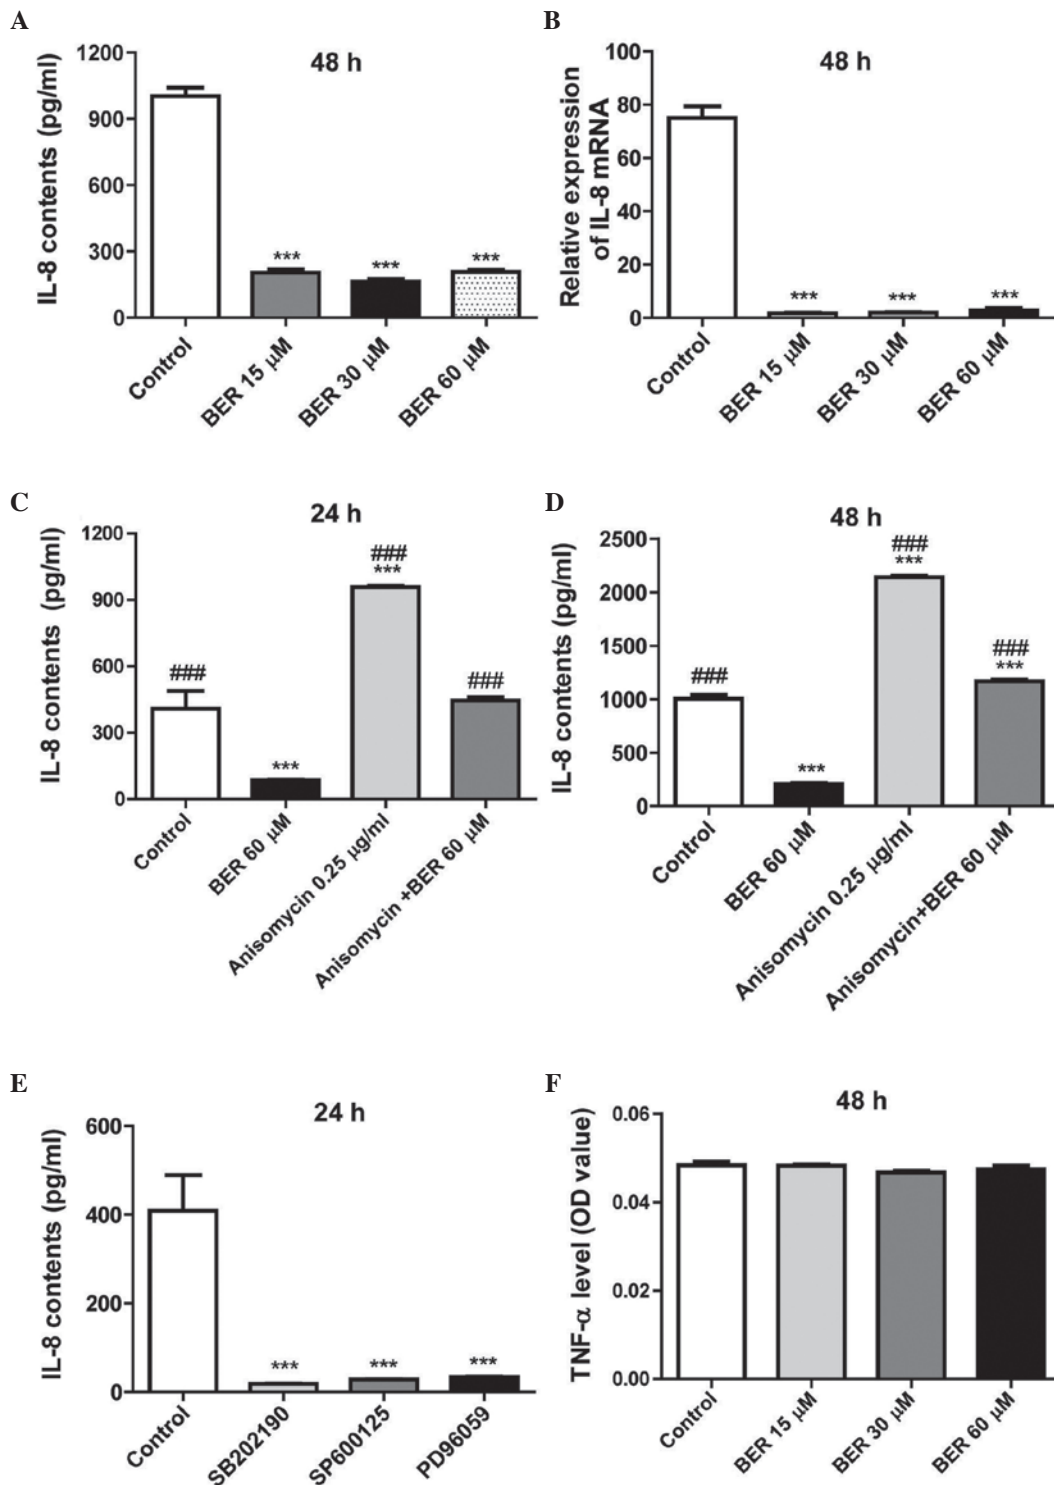 A
48 h
IL-8 contents (pg/ml)
1200
900
600
300
0
***
***
***
Control
BER 15 µM
BER 30 µM
BER 60 µM
B
48 h
Relative expression
of IL-8 mRNA
100
80
60
40
20
0
***
***
***
Control
BER 15 µM
BER 30 µM
BER 60 µM
C
24 h
IL-8 contents (pg/ml)
1200
900
600
300
0
###
***
###
***
###
Control
BER 60 µM
Anisomycin 0.25 µg/ml
Anisomycin +BER 60 µM
D
48 h
IL-8 contents (pg/ml)
2500
2000
1500
1000
500
0
###
***
###
***
###
***
Control
BER 60 µM
Anisomycin 0.25 µg/ml
Anisomycin+BER 60 µM
E
24 h
IL-8 contents (pg/ml)
600
400
200
0
***
***
***
Control
SB202190
SP600125
PD96059
F
48 h
TNF-α level (OD value)
0.06
0.04
0.02
0.00
Control
BER 15 µM
BER 30 µM
BER 60 µM